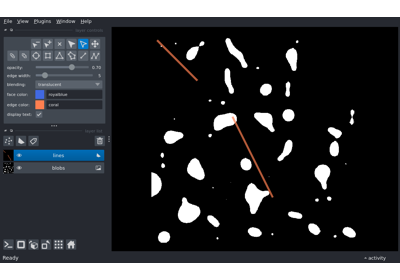 File View Plugins Window Help
opacity: 0.70
edge width: 5
blending: translucent
face color: royalblue
edge color: coral
display text: ✓
lines
blobs
Ready
activity